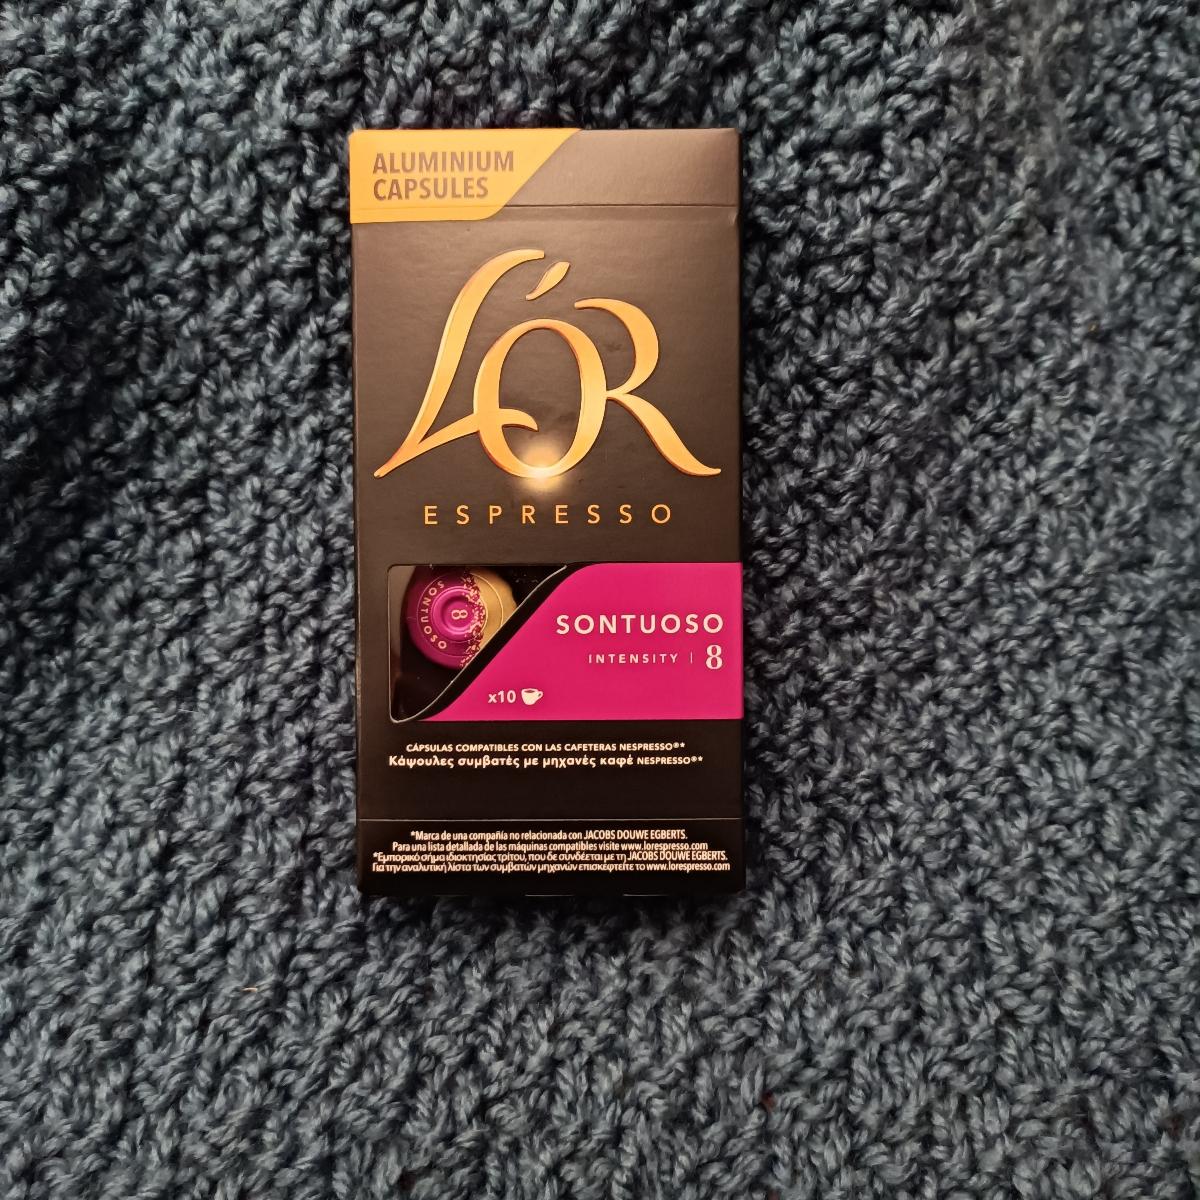 ALUMINIUM
CAPSULES
L'OR
ESPRESSO
SONTUOSO
8
SONTUOSO
INTENSITY | 8
x10
CÁPSULAS COMPATIBLES CON LAS CAFETERAS NESPRESSO®*
Κάψουλες συμβατές με μηχανές καφέ NESPRESSO®*
*Marca de una compañía no relacionada con JACOBS DOUWE EGBERTS.
Para una lista detallada de las máquinas compatibles visite www.lorespresso.com
*Εμπορικό σήμα ιδιοκτησίας τρίτου, που δε συνδέεται με τη JACOBS DOUWE EGBERTS.
Για την αναλυτική λίστα των συμβατών μηχανών επισκεφτείτε το www.lorespresso.com